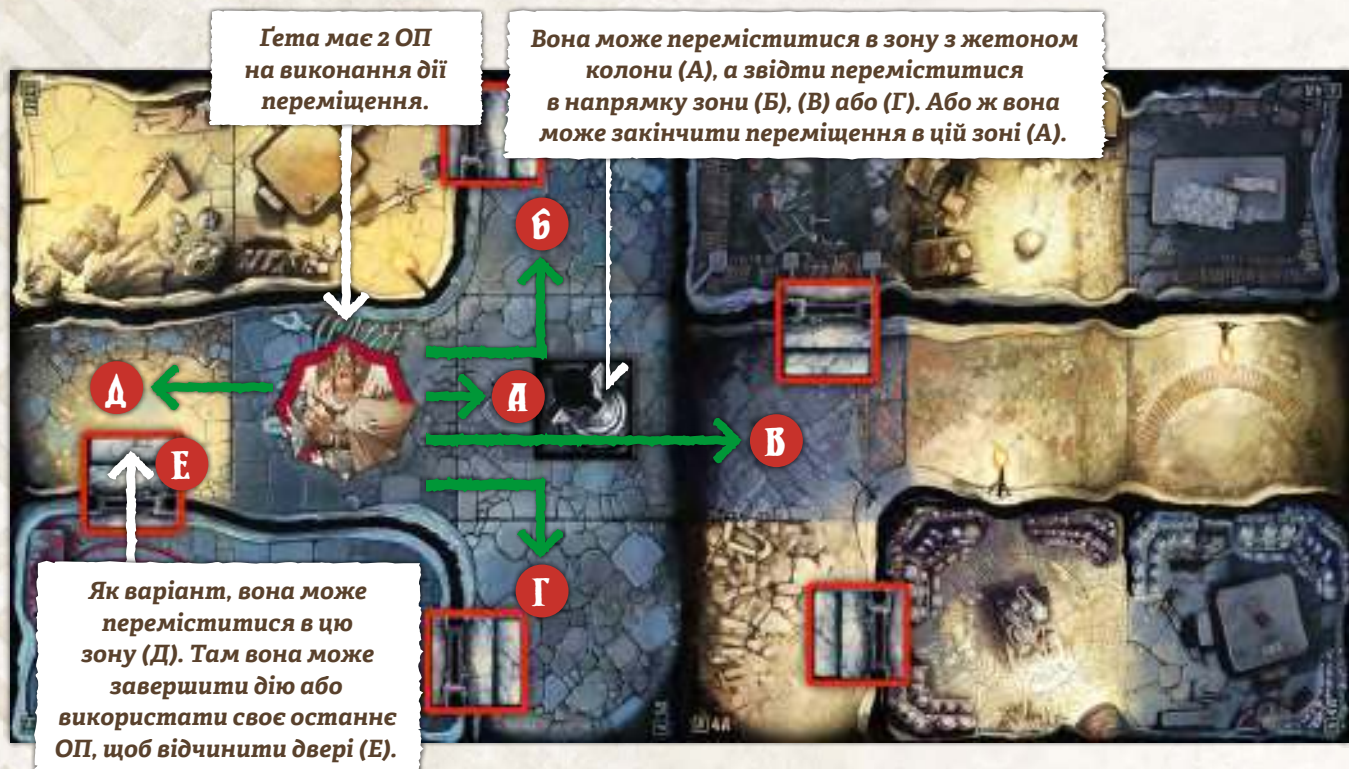 Ґета має 2 ОП
на виконання дії
переміщення.
Вона може переміститися в зону з жетоном
колони (А), а звідти переміститися
в напрямку зони (Б), (В) або (Г). Або ж вона
може закінчити переміщення в цій зоні (А).
Б
Д
А
В
Е
Г
Як варіант, вона може
переміститися в цю
зону (Д). Там вона може
завершити дію або
використати своє останнє
ОП, щоб відчинити двері (Е).
4A